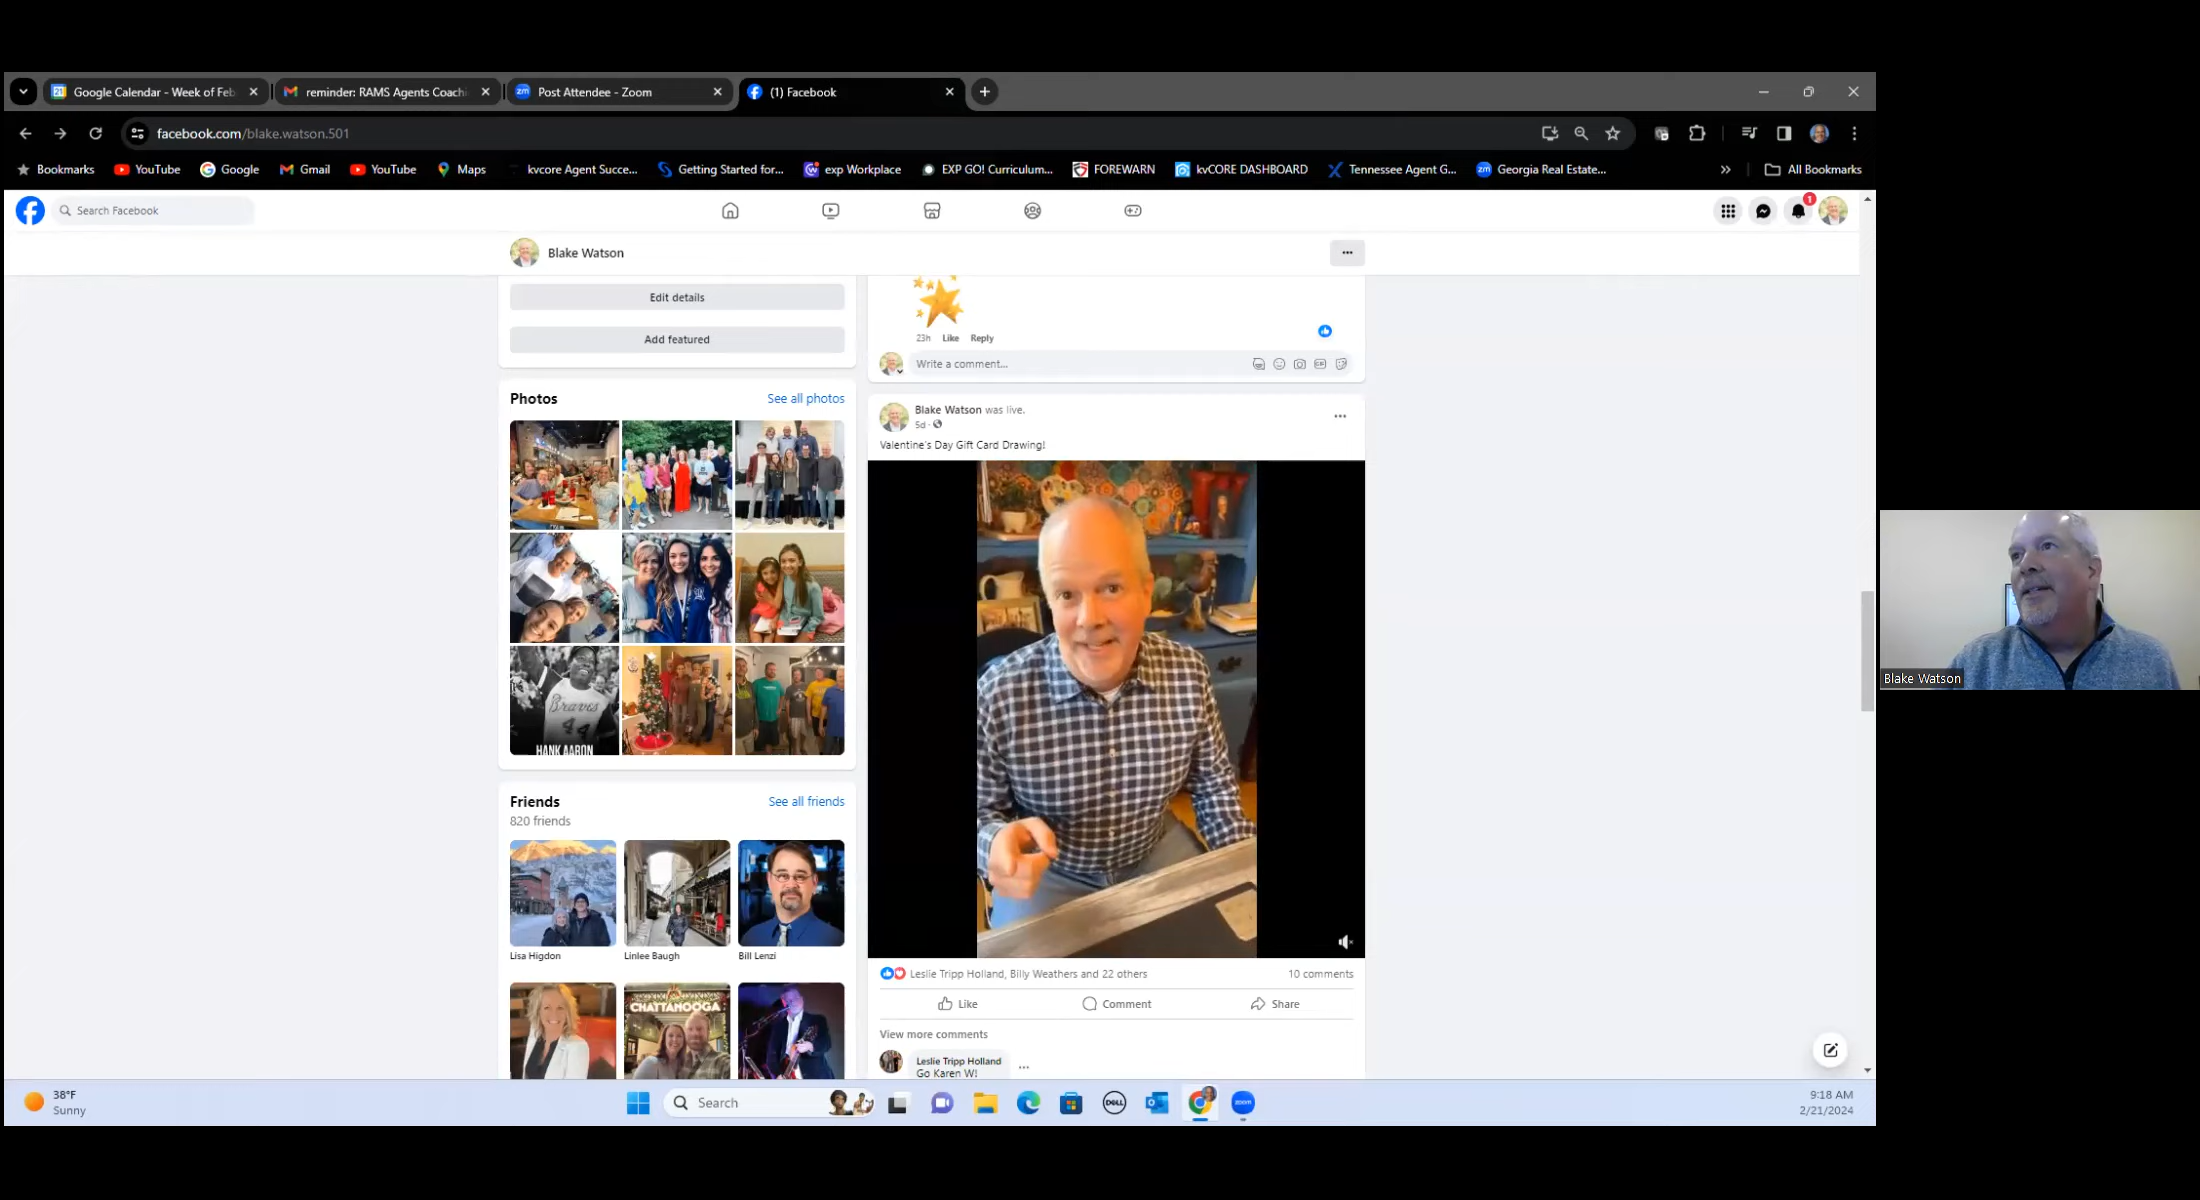 Google Calendar - Week of Feb
reminder: RAMS Agents Coachi
Post Attendee - Zoom
(1) Facebook
facebook.com/blake.watson.501
Bookmarks
YouTube
Google
Gmail
YouTube
Maps
kvcore Agent Succe...
Getting Started for...
exp Workplace
EXP GO! Curriculum...
FOREWARN
kvCORE DASHBOARD
Tennessee Agent G...
Georgia Real Estate...
All Bookmarks
Search Facebook
1
Blake Watson
Edit details
Add featured
23h Like Reply
Write a comment...
Photos
See all photos
Braves
44
HANK AARON
Friends
See all friends
820 friends
Lisa Higdon
Linlee Baugh
Bill Lenzi
CHATTANOOGA
Blake Watson was live.
5d ·
Valentine's Day Gift Card Drawing!
Leslie Tripp Holland, Billy Weathers and 22 others
10 comments
Like
Comment
Share
View more comments
Leslie Tripp Holland
Go Karen W!
Blake Watson
38°F
Sunny
Search
DELL
zoom
9:18 AM
2/21/2024